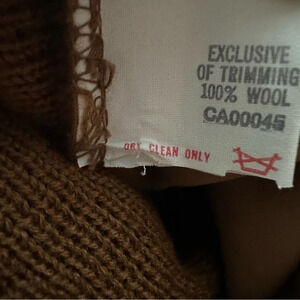 EXCLUSIVE
OF TRIMMING
100% WOOL
CA00045
DRY CLEAN ONLY